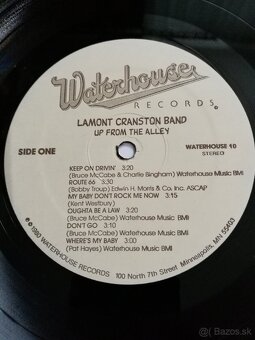 Waterhouse
RECORDS®
LAMONT CRANSTON BAND
UP FROM THE ALLEY
SIDE ONE
WATERHOUSE 10
STEREO
KEEP ON DRIVIN' 3:20
(Bruce McCabe & Charlie Bingham) Waterhouse Music BMI
ROUTE 66 3:30
(Bobby Troup) Edwin H. Morris & Co. Inc. ASCAP
MY BABY DON'T ROCK ME NOW 3:15
(Kent Westbury)
OUGHTA BE A LAW 3:20
(Bruce McCabe) Waterhouse Music BMI
DON'T GO 3:10
(Bruce McCabe) Waterhouse Music BMI
WHERE'S MY BABY 3:00
(Pat Hayes) Waterhouse Music BMI
℗©1980 WATERHOUSE RECORDS 100 North 7th Street Minneapolis, MN 55403
bazos.sk